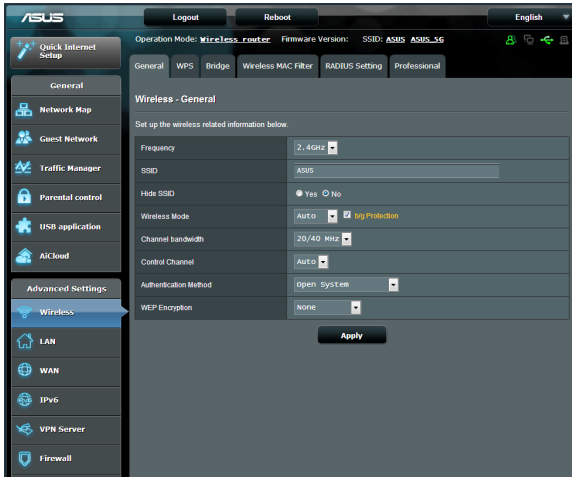 ASUS
Logout
Reboot
English
Quick Internet
Setup
Operation Mode: Wireless router Firmware Version: SSID: ASUS ASUS_5G
General
WPS
Bridge
Wireless MAC Filter
RADIUS Setting
Professional
General
Network Map
Guest Network
Traffic Manager
Parental control
USB application
AiCloud
Advanced Settings
Wireless
LAN
WAN
IPv6
VPN Server
Firewall
Wireless - General
Set up the wireless related information below.
Frequency 2.4GHz
SSID ASUS
Hide SSID Yes No
Wireless Mode Auto b/g Protection
Channel bandwidth 20/40 MHz
Control Channel Auto
Authentication Method Open System
WEP Encryption None
Apply